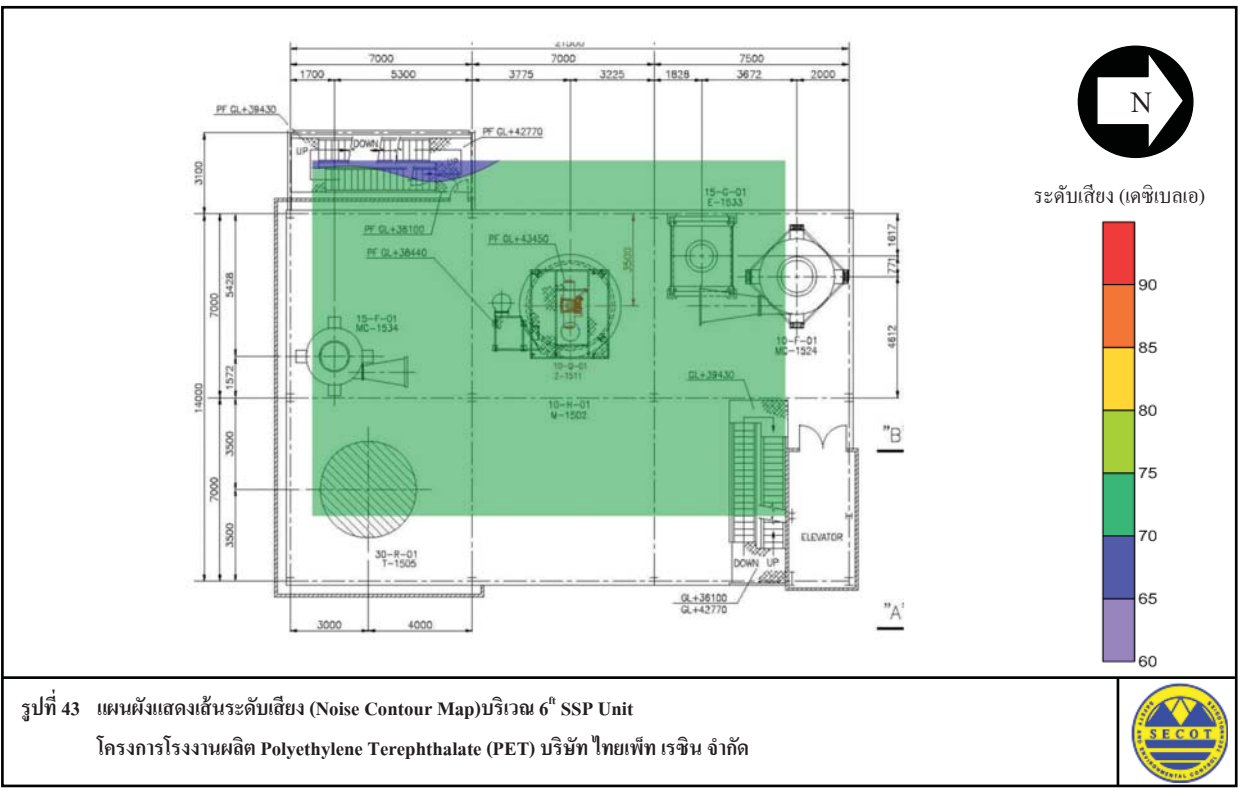 21000
7000 7000 7500
1700 5300 3775 3225 1828 3672 2000
PF GL+39430
PF GL+42770
UP DOWN UP
3100
N
ระดับเสียง (เดซิเบลเอ)
15-G-01
E-1533
PF GL+36100
PF GL+43450
PF GL+38440
3500
1617
771
5428
7000
4612
15-F-01
MC-1534
10-F-01
MC-1524
10-Q-01
Z-1511
1572
14000
GL+39430
10-H-01
M-1502
"B
3500
7000
3500
ELEVATOR
30-R-01
T-1505
DOWN UP
GL+36100
GL+42770
"A"
3000 4000
90
85
80
75
70
65
60
รูปที่ 43 แผนผังแสดงเส้นระดับเสียง (Noise Contour Map)บริเวณ 6ᶠᵗ SSP Unit
โครงการโรงงานผลิต Polyethylene Terephthalate (PET) บริษัท ไทยเพ็ท เรซิน จำกัด
SECOT